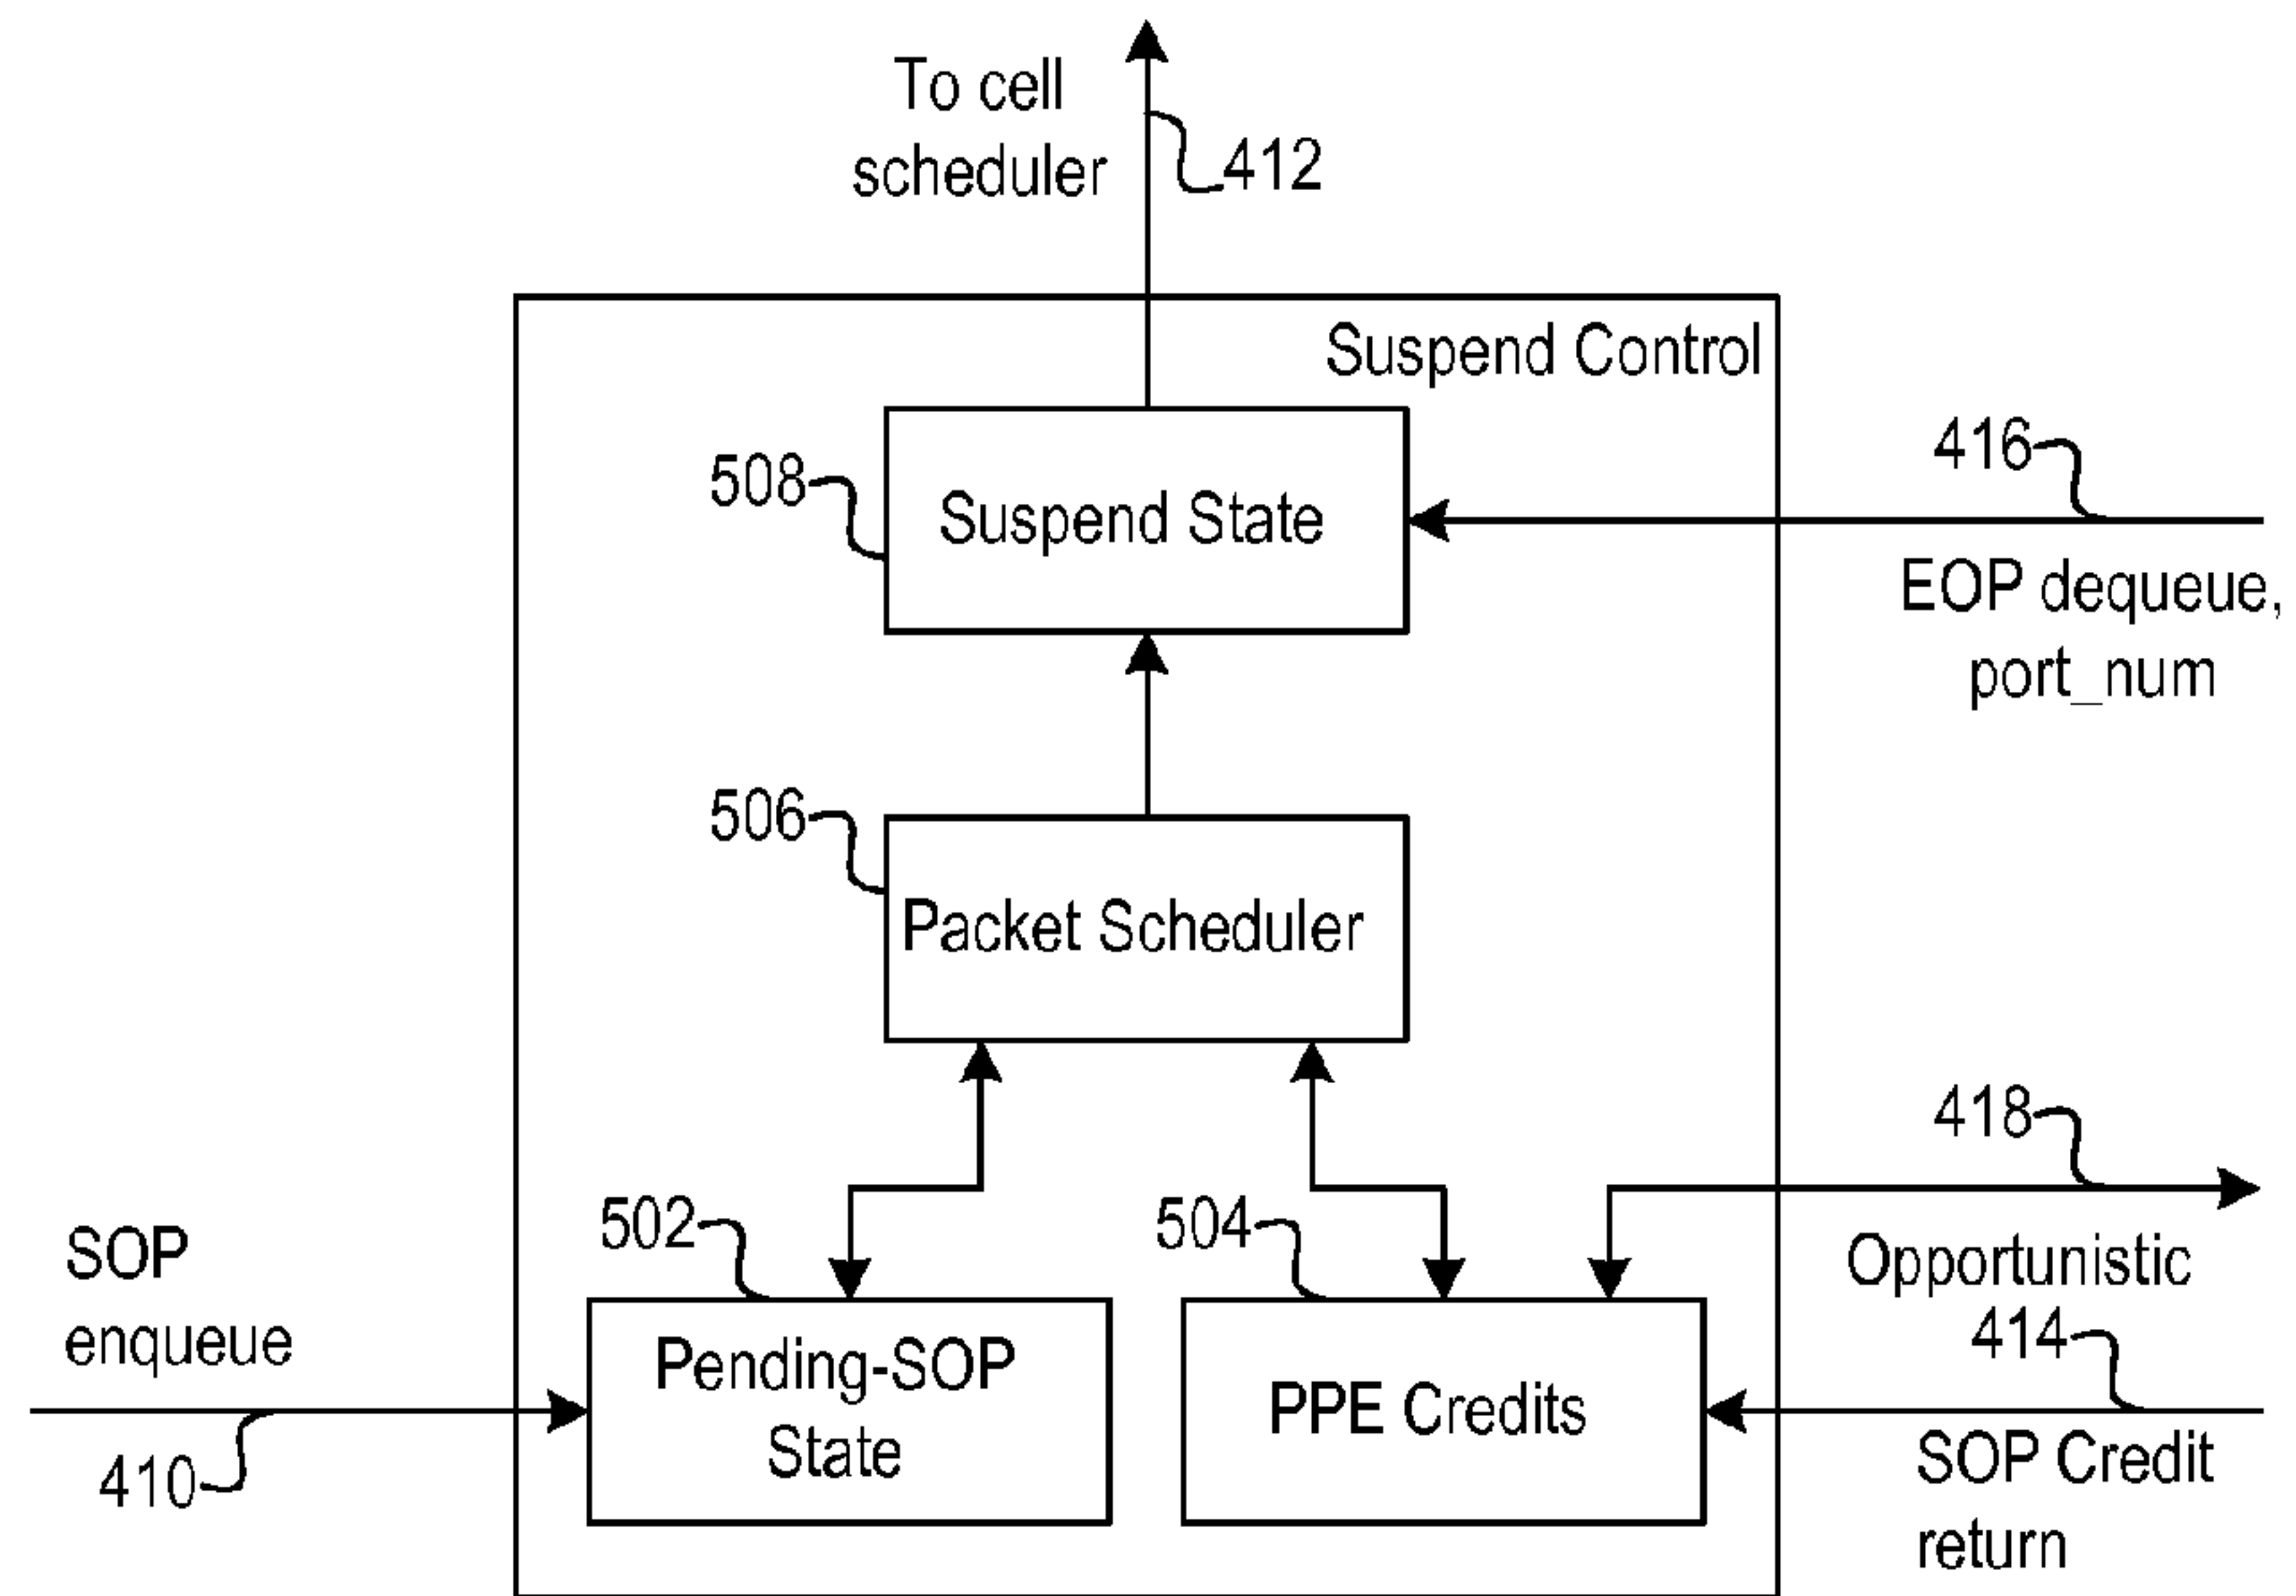 To cell
scheduler
412
Suspend Control
508
Suspend State
416
EOP dequeue,
port_num
506
Packet Scheduler
418
Opportunistic
502
504
SOP
enqueue
410
Pending-SOP
State
PPE Credits
414
SOP Credit
return